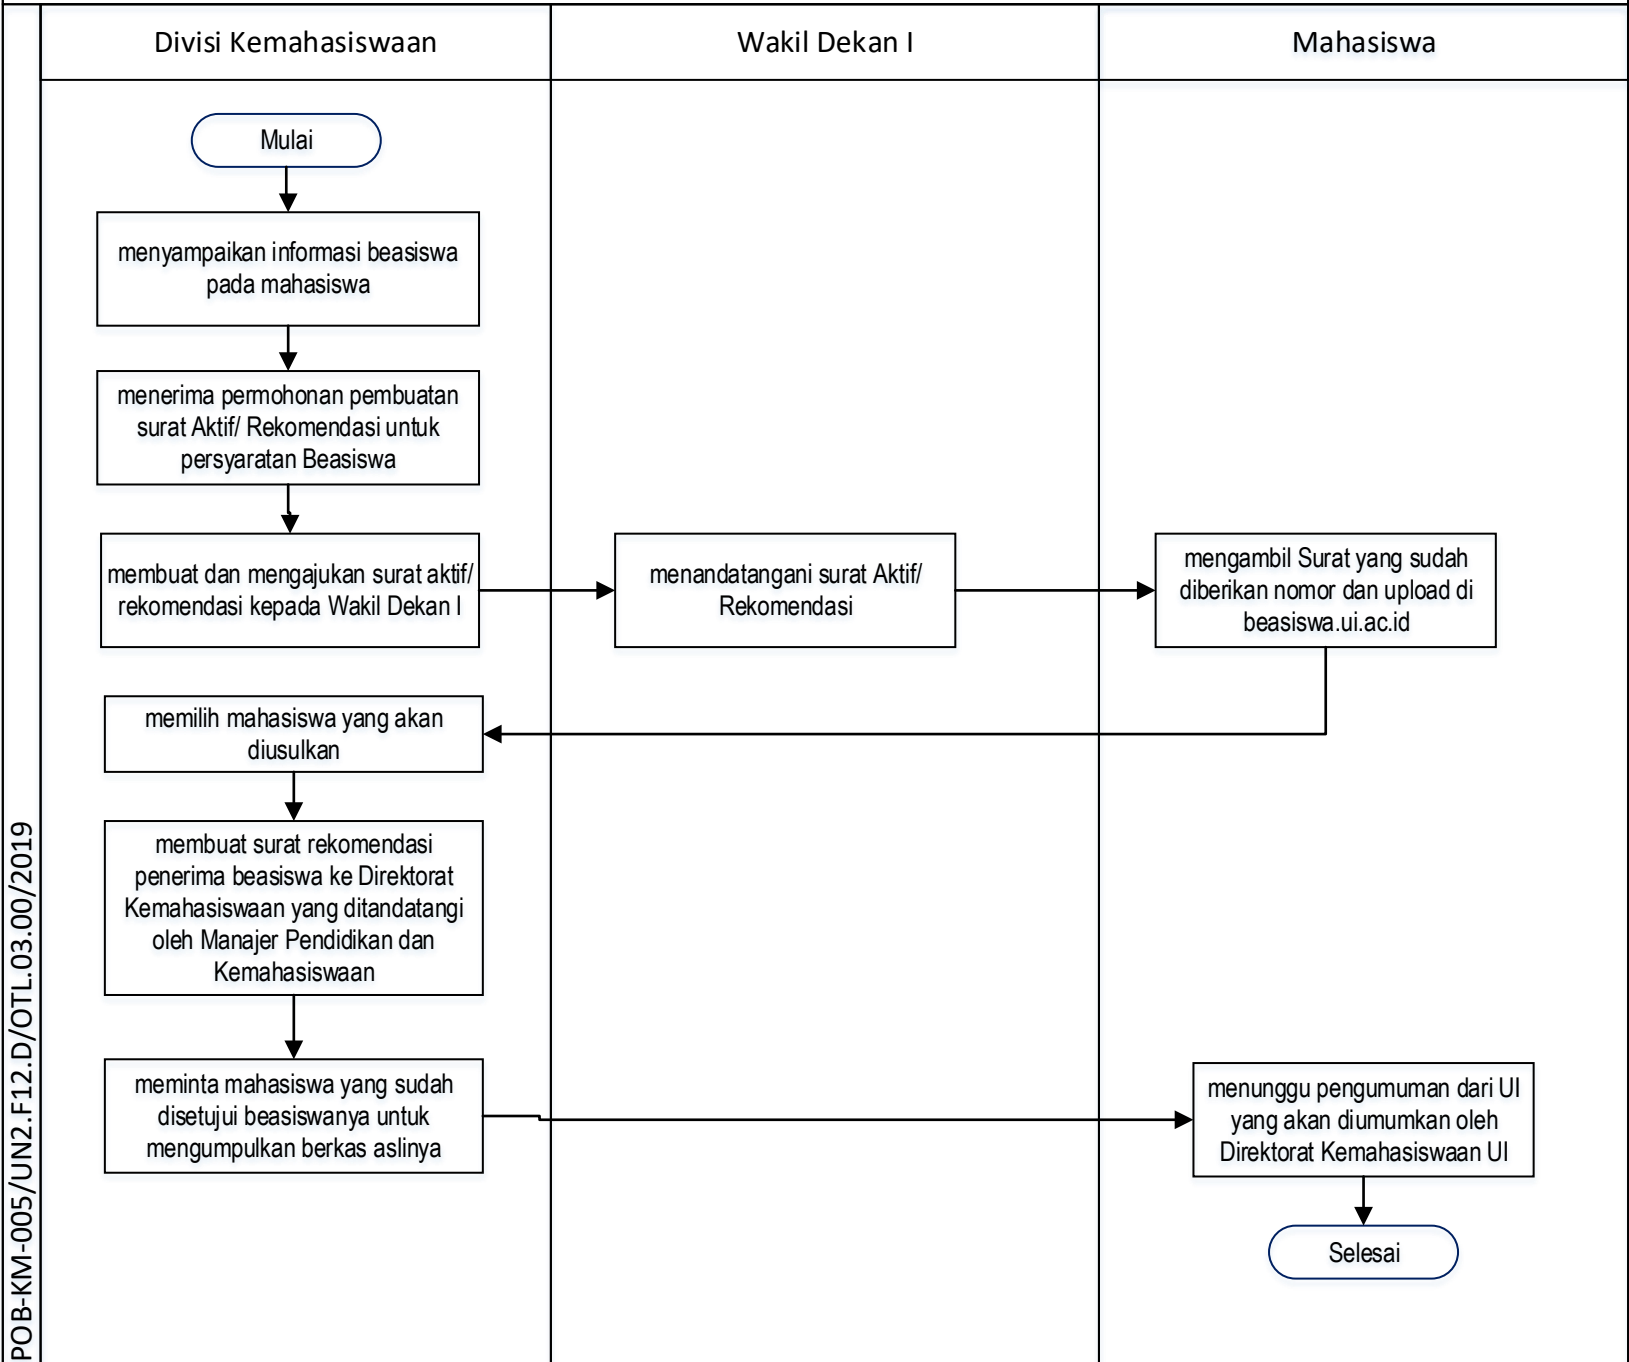 Divisi Kemahasiswaan
Wakil Dekan I
Mahasiswa
Mulai
menyampaikan informasi beasiswa
pada mahasiswa
menerima permohonan pembuatan
surat Aktif/ Rekomendasi untuk
persyaratan Beasiswa
membuat dan mengajukan surat aktif/
rekomendasi kepada Wakil Dekan I
menandatangani surat Aktif/
Rekomendasi
mengambil Surat yang sudah
diberikan nomor dan upload di
beasiswa.ui.ac.id
memilih mahasiswa yang akan
diusulkan
membuat surat rekomendasi
penerima beasiswa ke Direktorat
Kemahasiswaan yang ditandatangi
oleh Manajer Pendidikan dan
Kemahasiswaan
meminta mahasiswa yang sudah
disetujui beasiswanya untuk
mengumpulkan berkas aslinya
menunggu pengumuman dari UI
yang akan diumumkan oleh
Direktorat Kemahasiswaan UI
Selesai
POB-KM-005/UN2.F12.D/OTL.03.00/2019